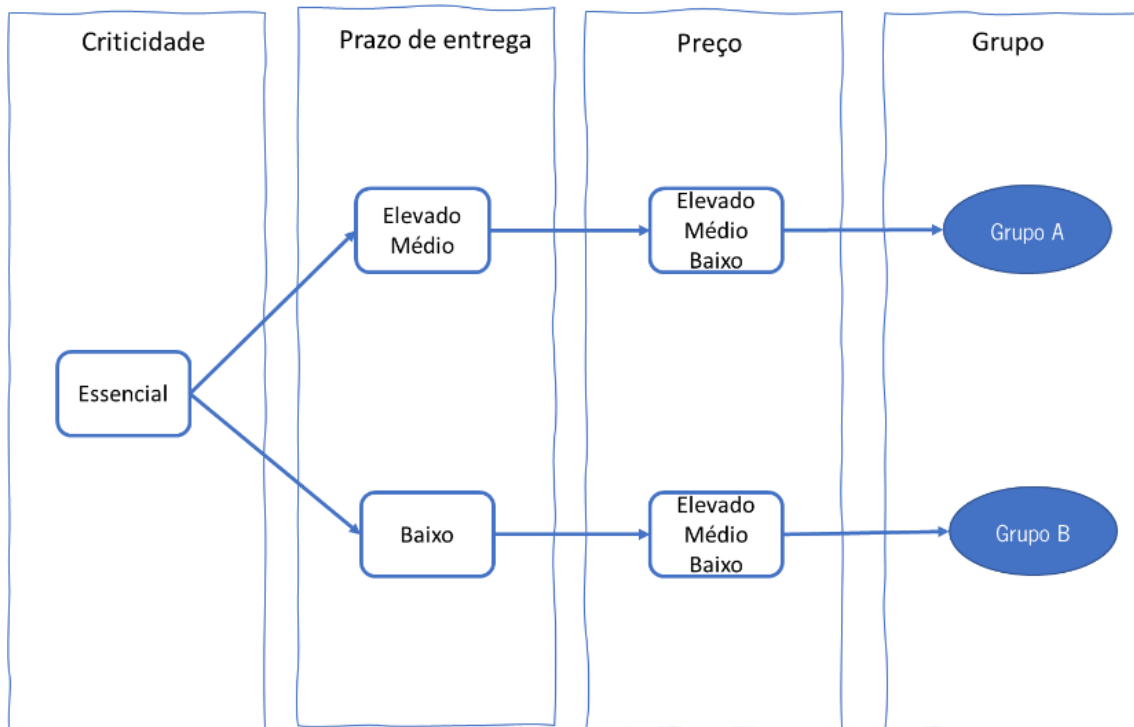 Criticidade
Prazo de entrega
Preço
Grupo
Elevado
Médio
Elevado
Médio
Baixo
Grupo A
Essencial
Baixo
Elevado
Médio
Baixo
Grupo B